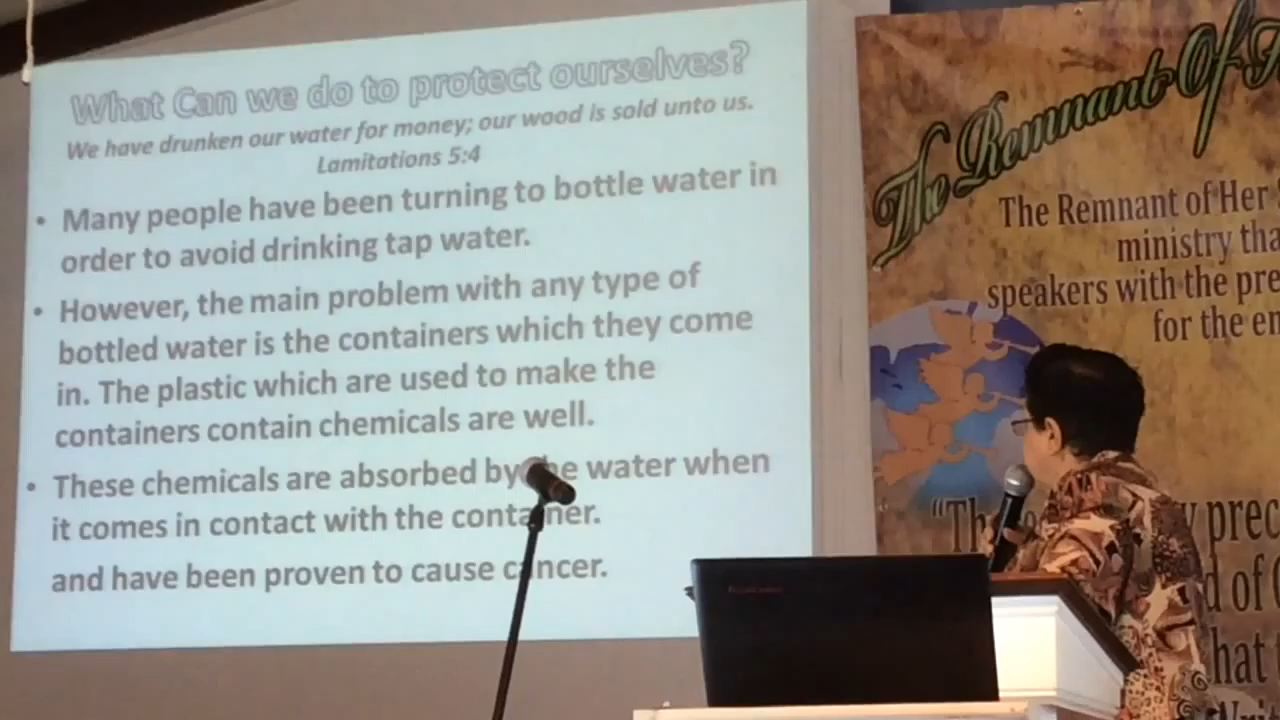 What Can we do to protect ourselves?
We have drunken our water for money; our wood is sold unto us.
Lamitations 5:4
• Many people have been turning to bottle water in
order to avoid drinking tap water.
• However, the main problem with any type of
bottled water is the containers which they come
in. The plastic which are used to make the
containers contain chemicals are well.
• These chemicals are absorbed by the water when
it comes in contact with the container.
and have been proven to cause cancer.
The Remnant Of
The Remnant of Her
ministry
speakers with the
for the
of